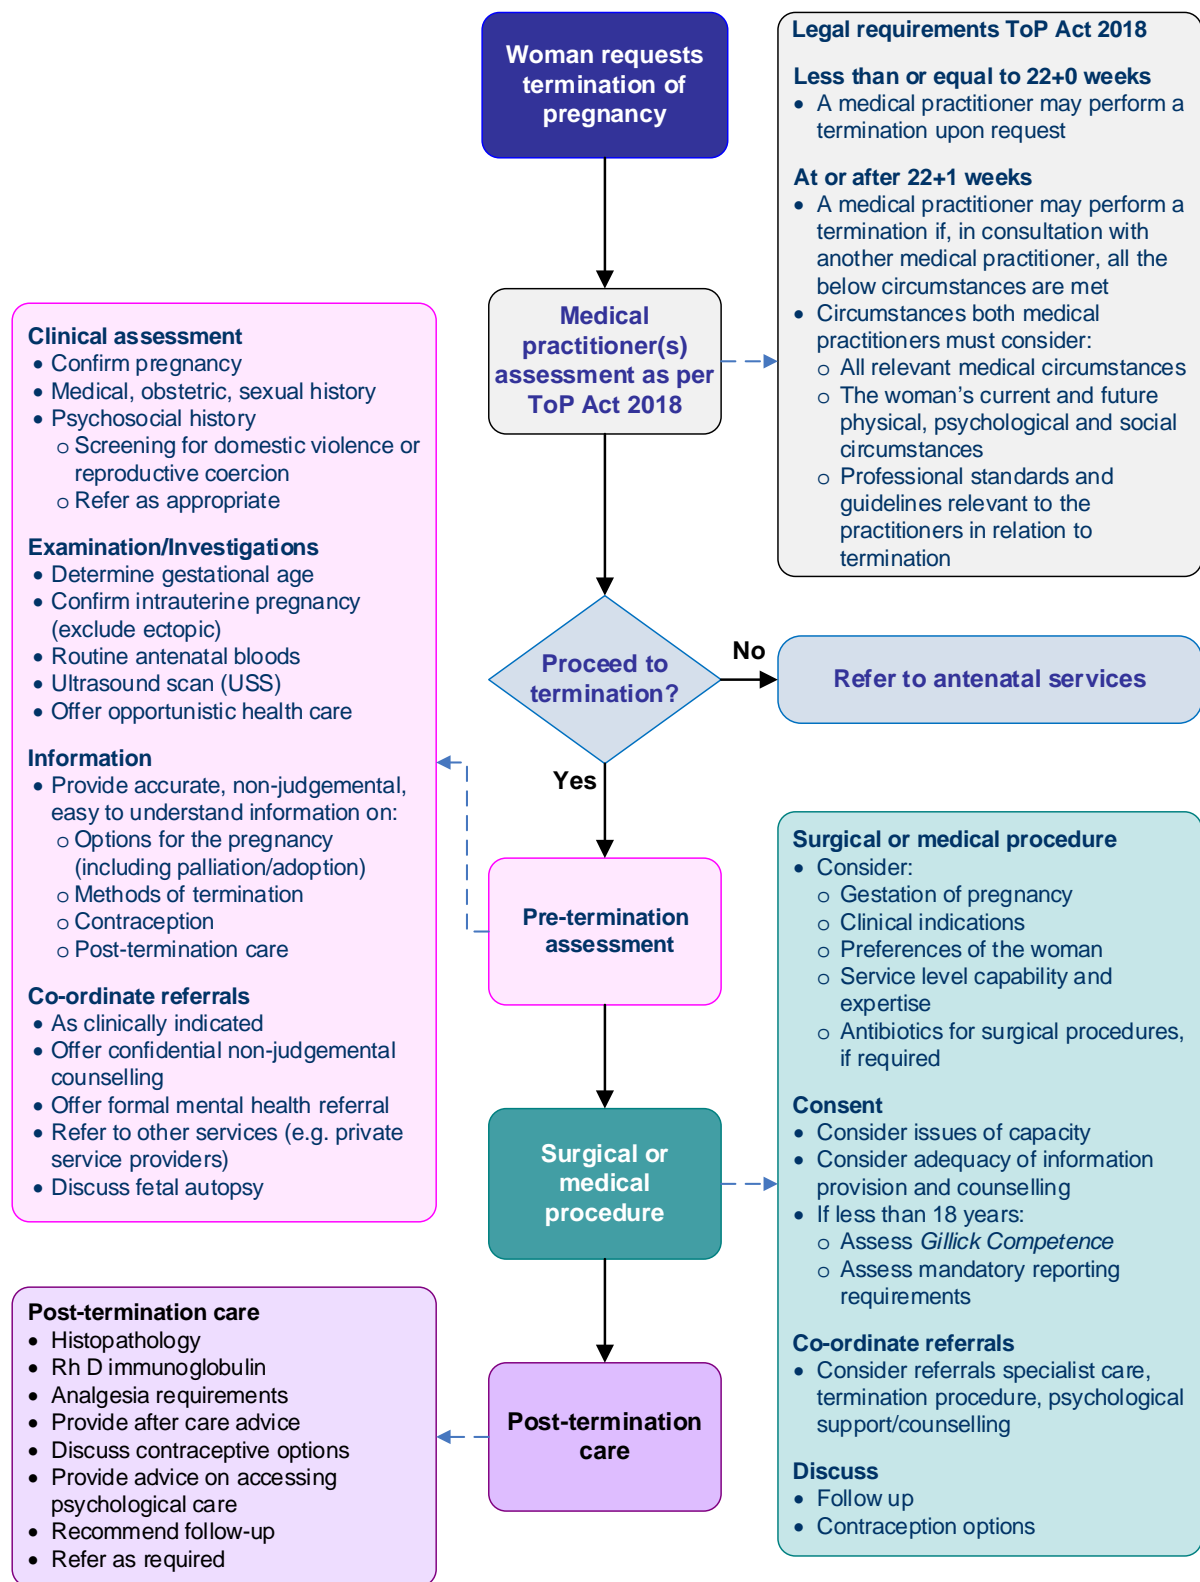 Woman requests
termination of
pregnancy
Legal requirements ToP Act 2018
Less than or equal to 22+0 weeks
• A medical practitioner may perform a
termination upon request
At or after 22+1 weeks
• A medical practitioner may perform a
termination if, in consultation with
another medical practitioner, all the
below circumstances are met
• Circumstances both medical
practitioners must consider:
o All relevant medical circumstances
o The woman’s current and future
physical, psychological and social
circumstances
o Professional standards and
guidelines relevant to the
practitioners in relation to
termination
Medical
practitioner(s)
assessment as per
ToP Act 2018
Clinical assessment
• Confirm pregnancy
• Medical, obstetric, sexual history
• Psychosocial history
o Screening for domestic violence or
reproductive coercion
o Refer as appropriate
Examination/Investigations
• Determine gestational age
• Confirm intrauterine pregnancy
(exclude ectopic)
• Routine antenatal bloods
• Ultrasound scan (USS)
• Offer opportunistic health care
Information
• Provide accurate, non-judgemental,
easy to understand information on:
o Options for the pregnancy
(including palliation/adoption)
o Methods of termination
o Contraception
o Post-termination care
Co-ordinate referrals
• As clinically indicated
• Offer confidential non-judgemental
counselling
• Offer formal mental health referral
• Refer to other services (e.g. private
service providers)
• Discuss fetal autopsy
Proceed to
termination?
No
Refer to antenatal services
Yes
Pre-termination
assessment
Surgical or
medical
procedure
Surgical or medical procedure
• Consider:
o Gestation of pregnancy
o Clinical indications
o Preferences of the woman
o Service level capability and
expertise
o Antibiotics for surgical procedures,
if required
Consent
• Consider issues of capacity
• Consider adequacy of information
provision and counselling
• If less than 18 years:
o Assess Gillick Competence
o Assess mandatory reporting
requirements
Co-ordinate referrals
• Consider referrals specialist care,
termination procedure, psychological
support/counselling
Discuss
• Follow up
• Contraception options
Post-termination
care
Post-termination care
• Histopathology
• Rh D immunoglobulin
• Analgesia requirements
• Provide after care advice
• Discuss contraceptive options
• Provide advice on accessing
psychological care
• Recommend follow-up
• Refer as required